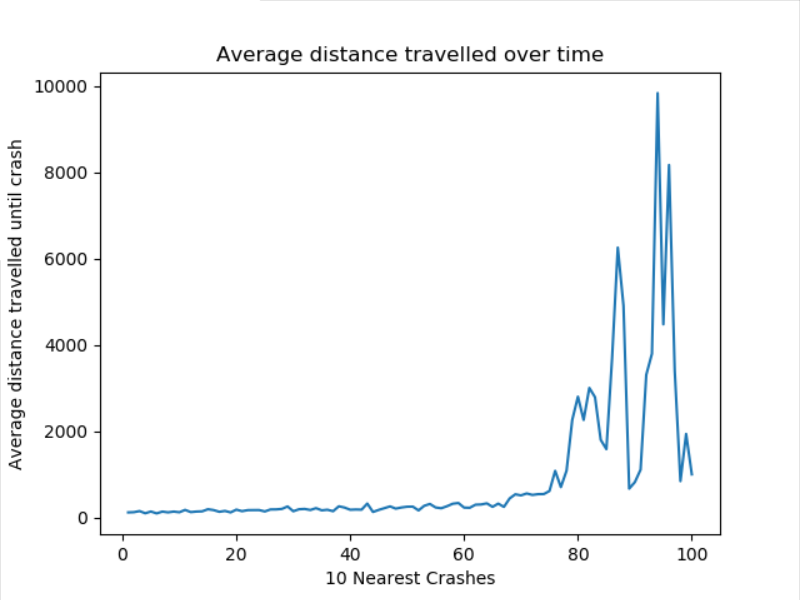 Average distance travelled over time
10000
8000
6000
4000
2000
0
Average distance travelled until crash
0 20 40 60 80 100
10 Nearest Crashes